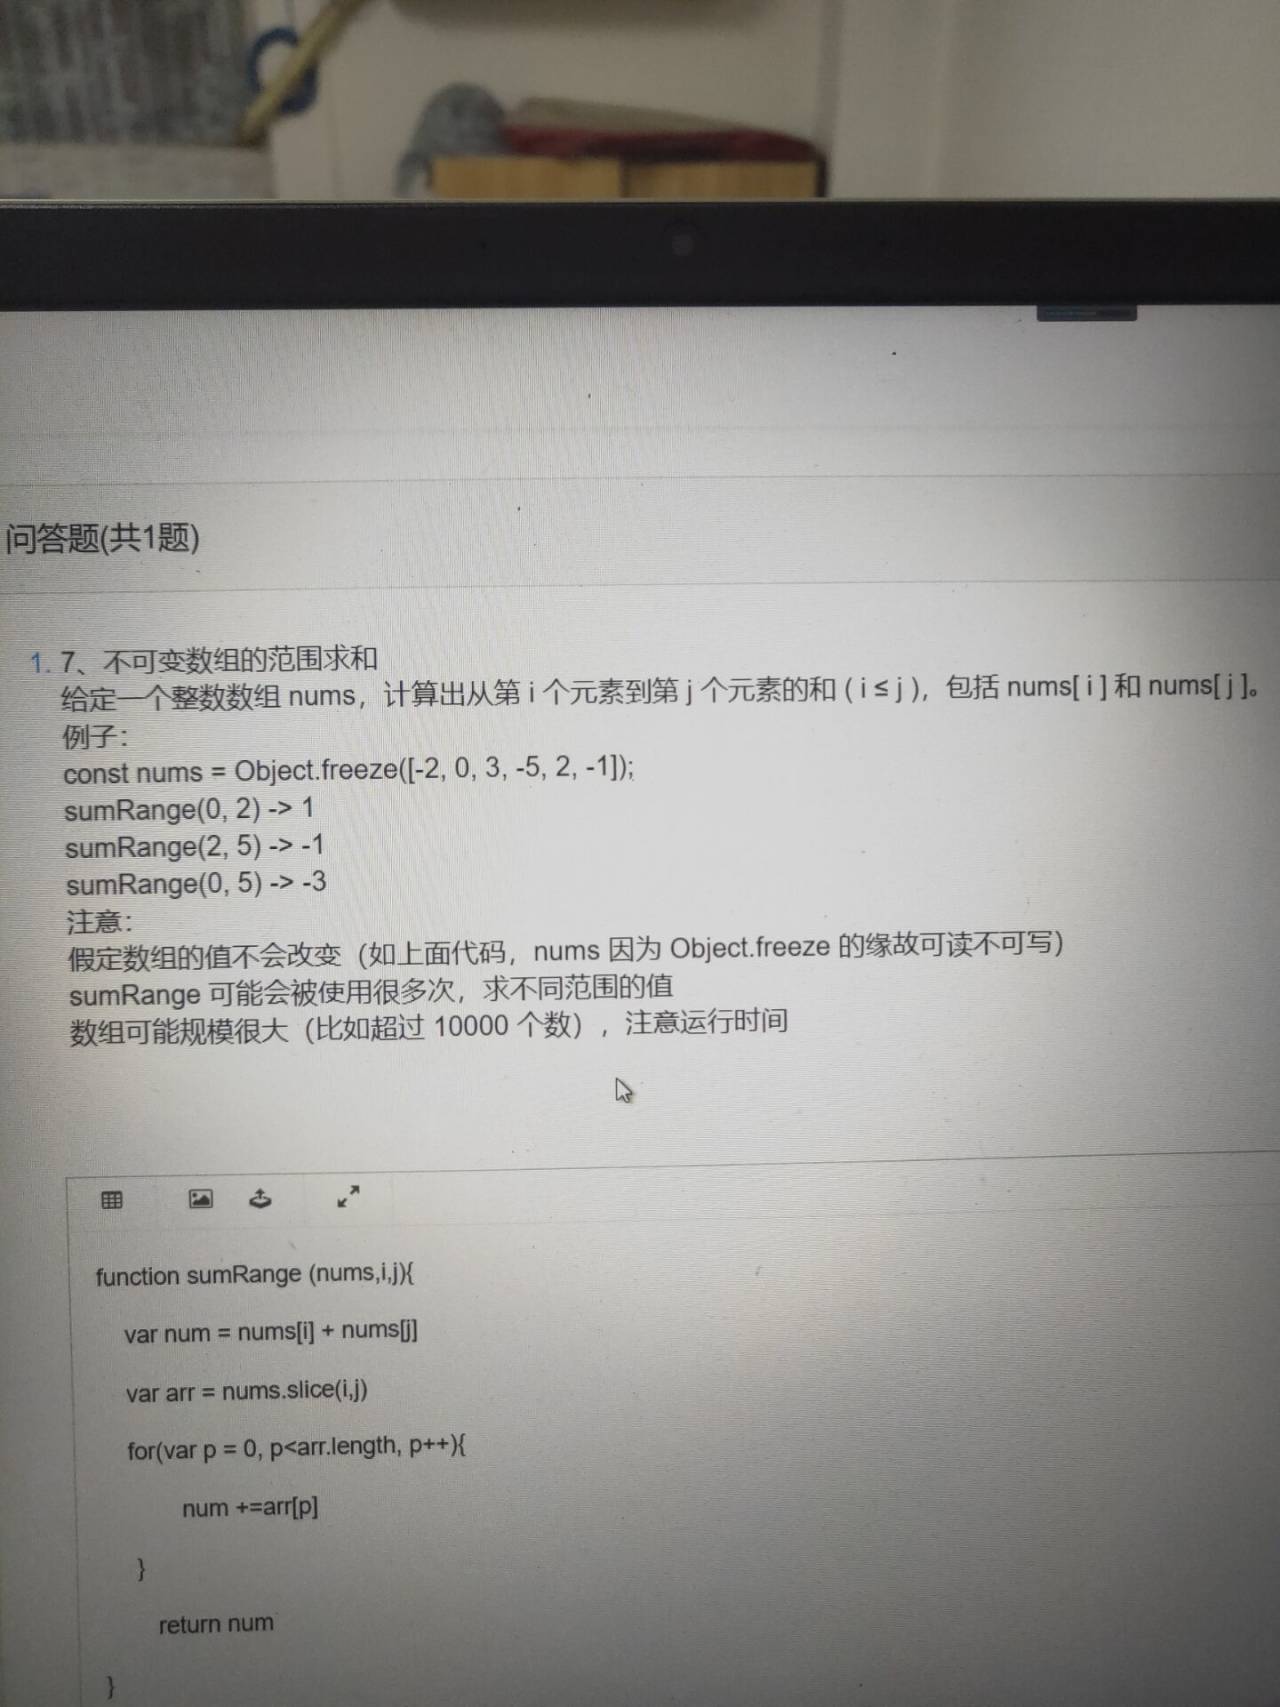 问答题(共1题)
1. 7、不可变数组的范围求和
给定一个整数数组 nums，计算出从第 i 个元素到第 j 个元素的和 ( i ≤ j )，包括 nums[ i ] 和 nums[ j ]。
例子：
const nums = Object.freeze([-2, 0, 3, -5, 2, -1]);
sumRange(0, 2) -> 1
sumRange(2, 5) -> -1
sumRange(0, 5) -> -3
注意：
假定数组的值不会改变（如上面代码，nums 因为 Object.freeze 的缘故可读不可写）
sumRange 可能会被使用很多次，求不同范围的值
数组可能规模很大（比如超过 10000 个数），注意运行时间
function sumRange (nums,i,j){
var num = nums[i] + nums[j]
var arr = nums.slice(i,j)
for(var p = 0, p<arr.length, p++){
num +=arr[p]
}
return num
}